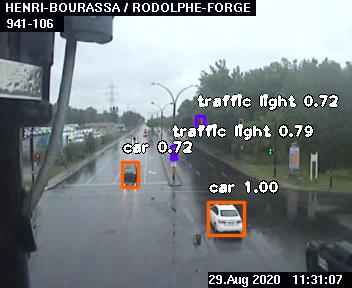 HENRI-BOURASSA / RODOLPHE-FORGE
941-106
traffic light 0.72
traffic light 0.79
car 0.72
car 1.00
29.Aug 2020 11:31:07